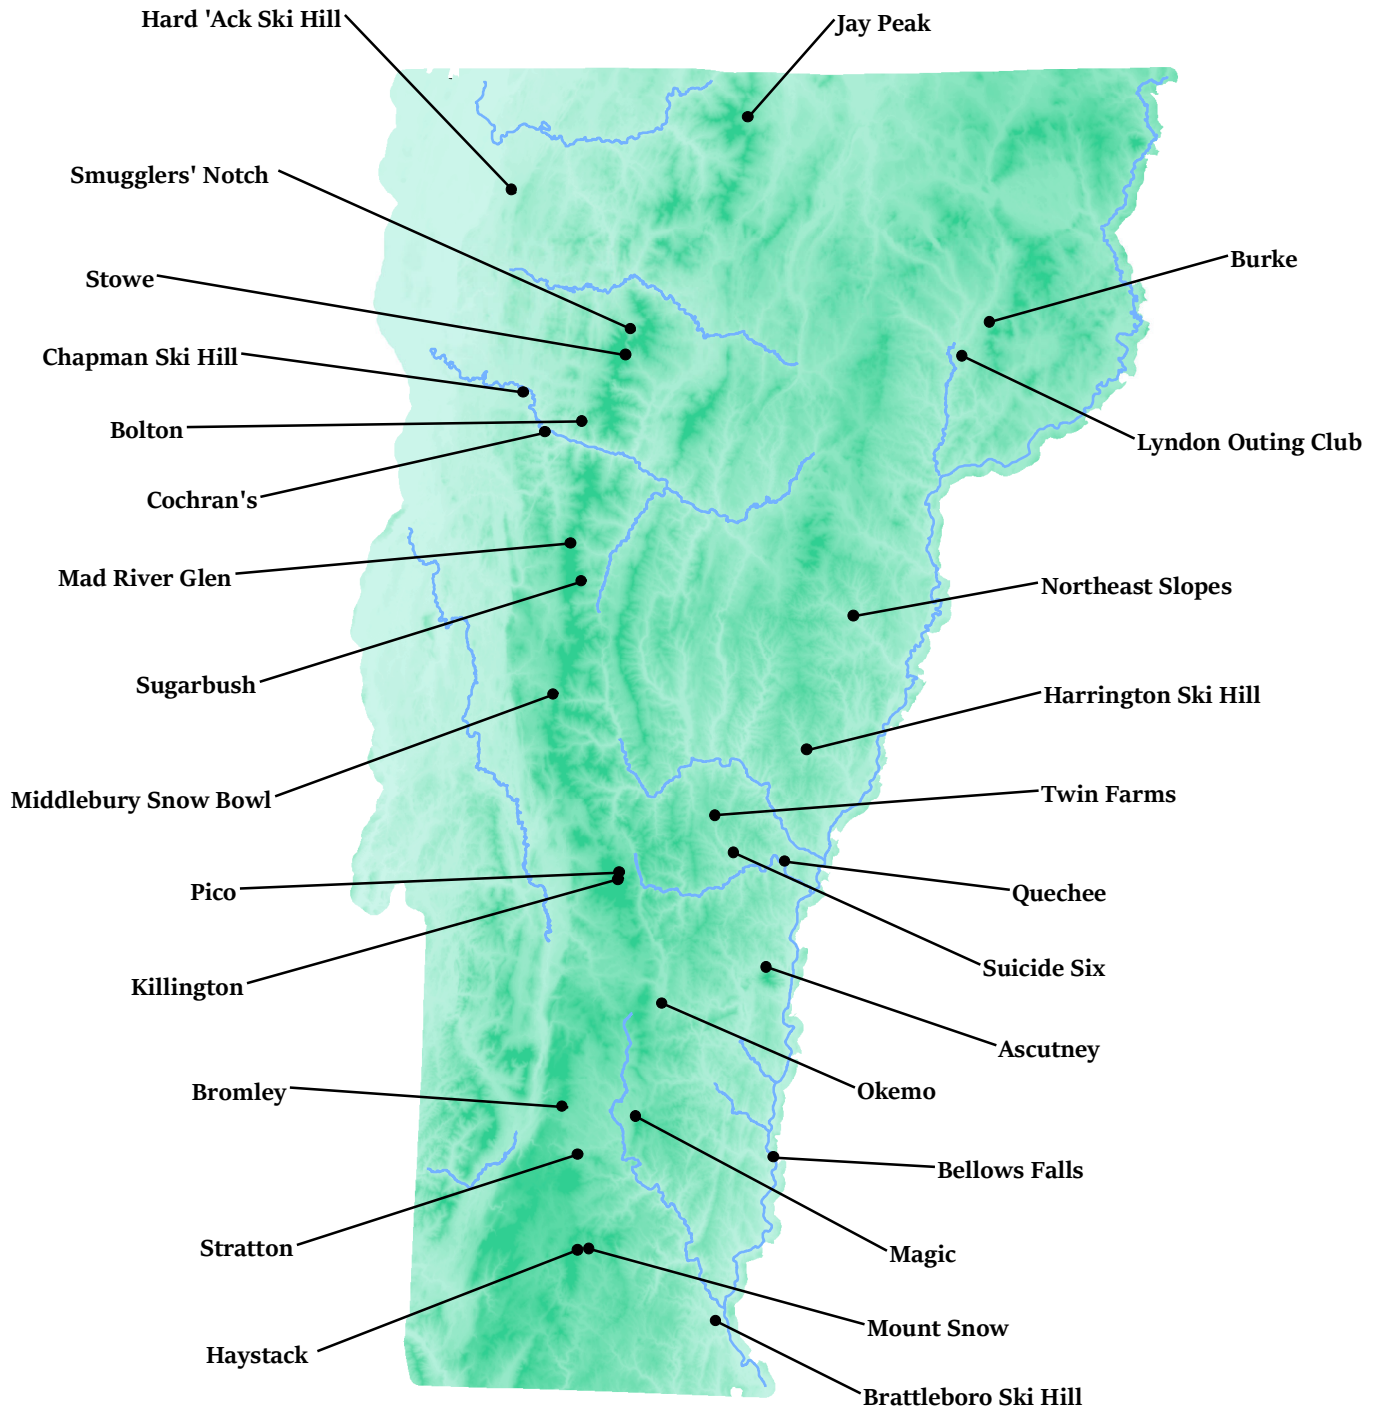 Hard 'Ack Ski Hill
Jay Peak
Smugglers' Notch
Burke
Stowe
Chapman Ski Hill
Bolton
Lyndon Outing Club
Cochran's
Mad River Glen
Northeast Slopes
Sugarbush
Harrington Ski Hill
Twin Farms
Middlebury Snow Bowl
Pico
Quechee
Suicide Six
Killington
Ascutney
Okemo
Bromley
Bellows Falls
Stratton
Magic
Mount Snow
Haystack
Brattleboro Ski Hill